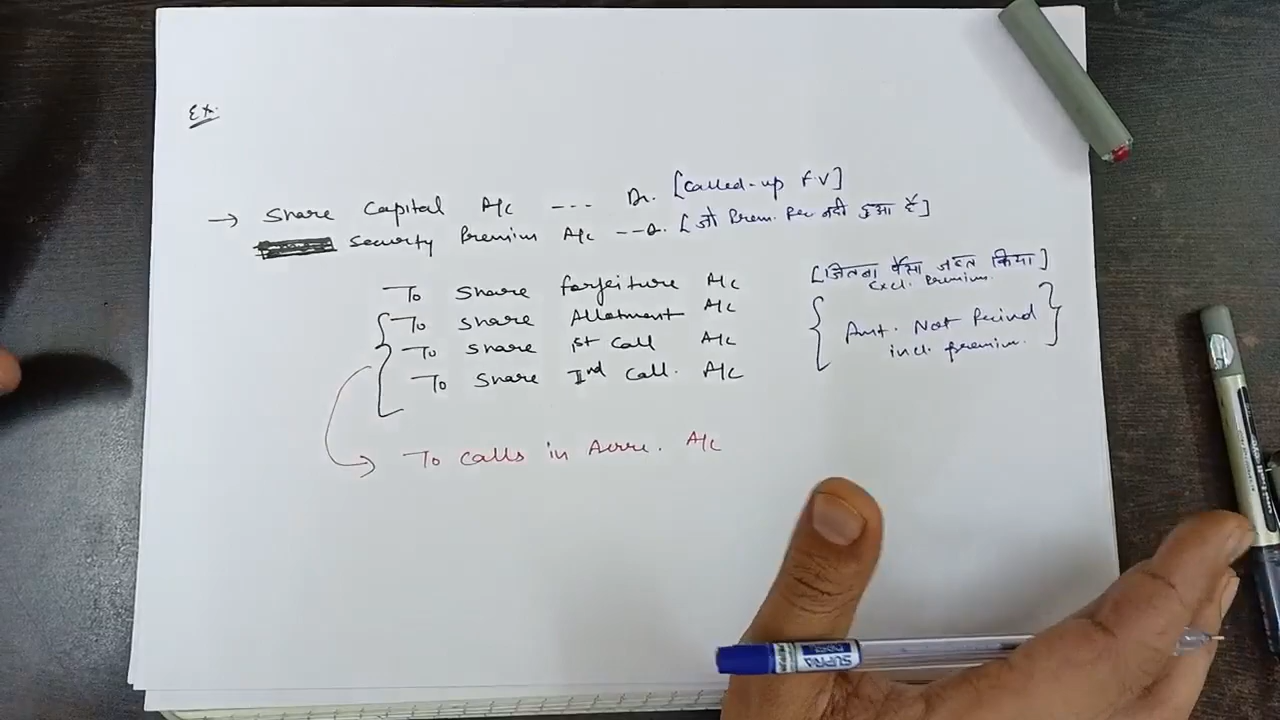 Ex.
→ Share Capital A/c --- Dr. [Called-up F.V]
Security Premium A/c --- Dr. [जो Prem. Rec नही हुआ है]
To Share forfeiture A/c [जितना पैसा जब्त किया]
Excl. Premium.
To Share Allotment A/c
To Share 1st Call A/c
To Share IInd Call. A/c
{ Amt. Not Recived
incl. premium. }
To Calls in Arre. A/c
SUPRA